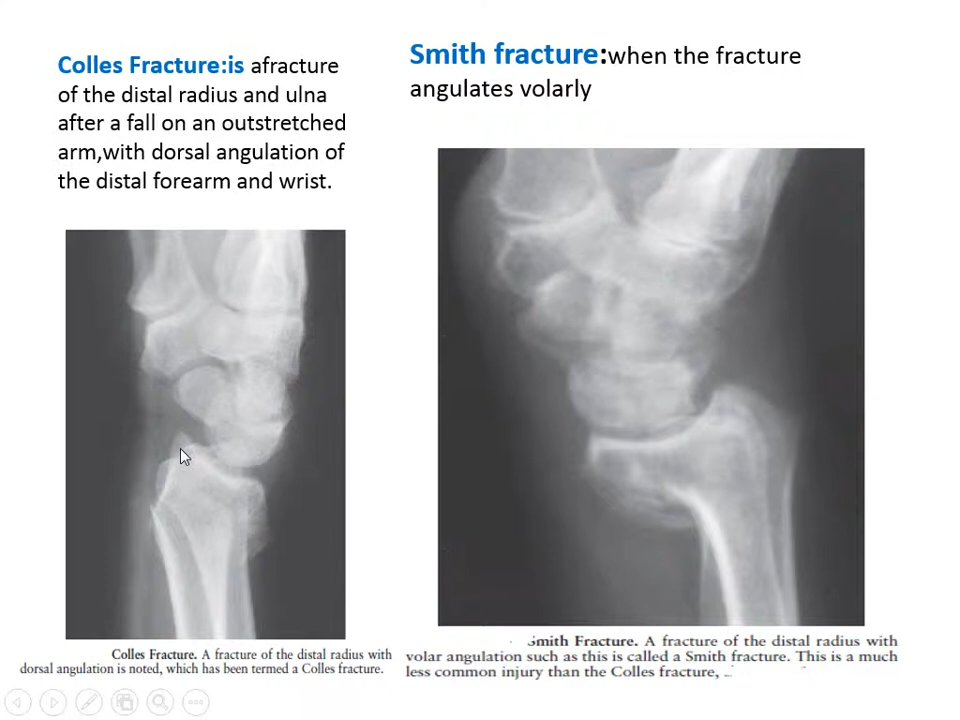 Colles Fracture:is afracture
of the distal radius and ulna
after a fall on an outstretched
arm,with dorsal angulation of
the distal forearm and wrist.
Smith fracture:when the fracture
angulates volarly
Colles Fracture. A fracture of the distal radius with
dorsal angulation is noted, which has been termed a Colles fracture.
Smith Fracture. A fracture of the distal radius with
volar angulation such as this is called a Smith fracture. This is a much
less common injury than the Colles fracture,